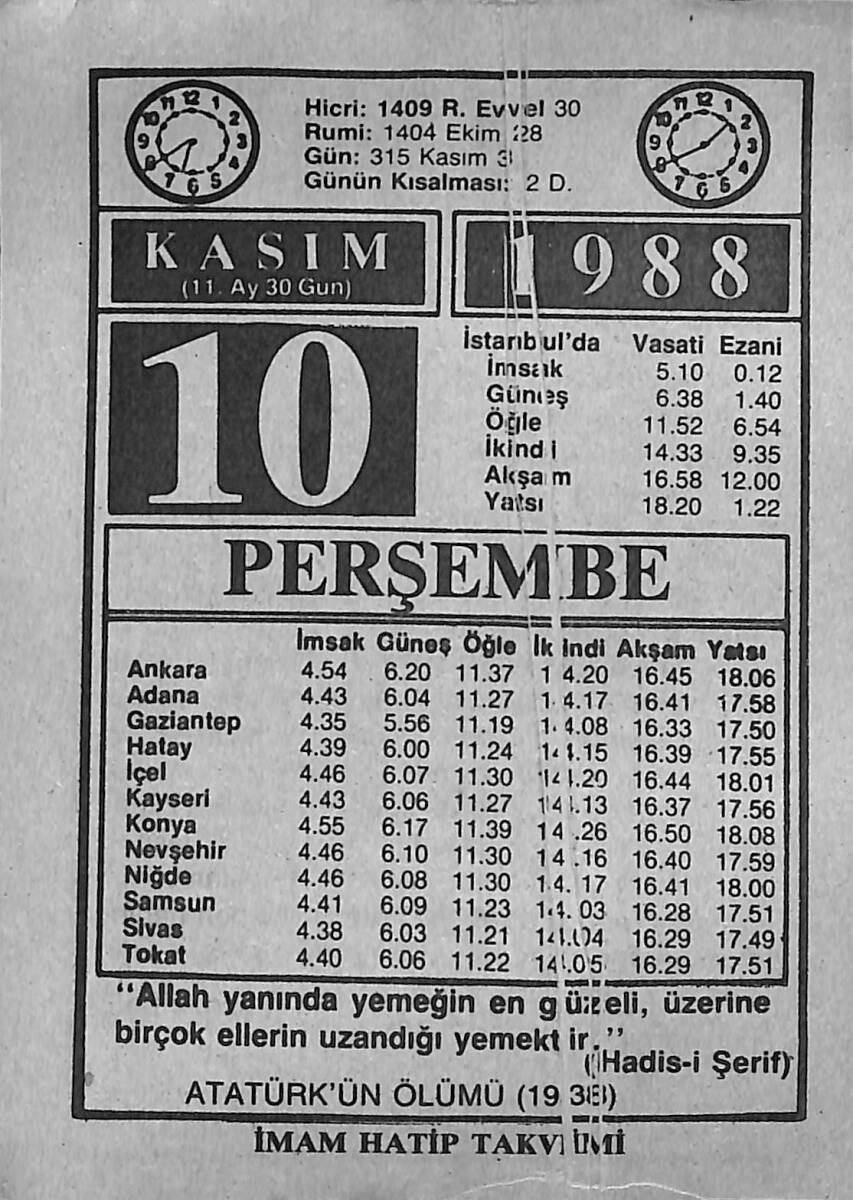 Hicri: 1409 R. Evvel 30
Rumi: 1404 Ekim 28
Gün: 315 Kasım 3
Günün Kısalması: 2 D.
KASIM
(11. Ay 30 Gun)
1988
10
İstanbul'da Vasati Ezani
İmsak 5.10 0.12
Güneş 6.38 1.40
Öğle 11.52 6.54
İkindi 14.33 9.35
Akşam 16.58 12.00
Yatsı 18.20 1.22
PERŞEMBE
İmsak Güneş Öğle İkindi Akşam Yatsı
Ankara 4.54 6.20 11.37 14.20 16.45 18.06
Adana 4.43 6.04 11.27 14.17 16.41 17.58
Gaziantep 4.35 5.56 11.19 14.08 16.33 17.50
Hatay 4.39 6.00 11.24 14.15 16.39 17.55
İçel 4.46 6.07 11.30 14.20 16.44 18.01
Kayseri 4.43 6.06 11.27 14.13 16.37 17.56
Konya 4.55 6.17 11.39 14.26 16.50 18.08
Nevşehir 4.46 6.10 11.30 14.16 16.40 17.59
Niğde 4.46 6.08 11.30 14.17 16.41 18.00
Samsun 4.41 6.09 11.23 14.03 16.28 17.51
Sivas 4.38 6.03 11.21 14.04 16.29 17.49
Tokat 4.40 6.06 11.22 14.05 16.29 17.51
"Allah yanında yemeğin en güzeli, üzerine
birçok ellerin uzandığı yemektir."
(Hadis-i Şerif)
ATATÜRK'ÜN ÖLÜMÜ (1938)
İMAM HATİP TAKVİMİ